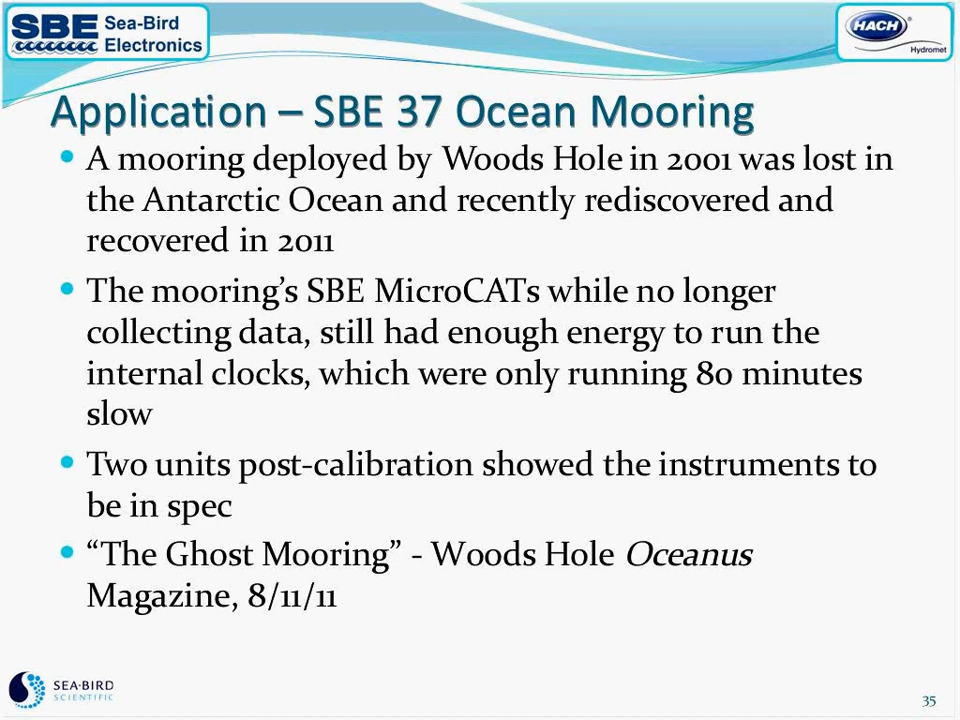 SBE Sea-Bird
Electronics
HACH®
Hydromet
Application – SBE 37 Ocean Mooring
• A mooring deployed by Woods Hole in 2001 was lost in
the Antarctic Ocean and recently rediscovered and
recovered in 2011
• The mooring’s SBE MicroCATs while no longer
collecting data, still had enough energy to run the
internal clocks, which were only running 80 minutes
slow
• Two units post-calibration showed the instruments to
be in spec
• “The Ghost Mooring” - Woods Hole Oceanus
Magazine, 8/11/11
SEA·BIRD
SCIENTIFIC
35